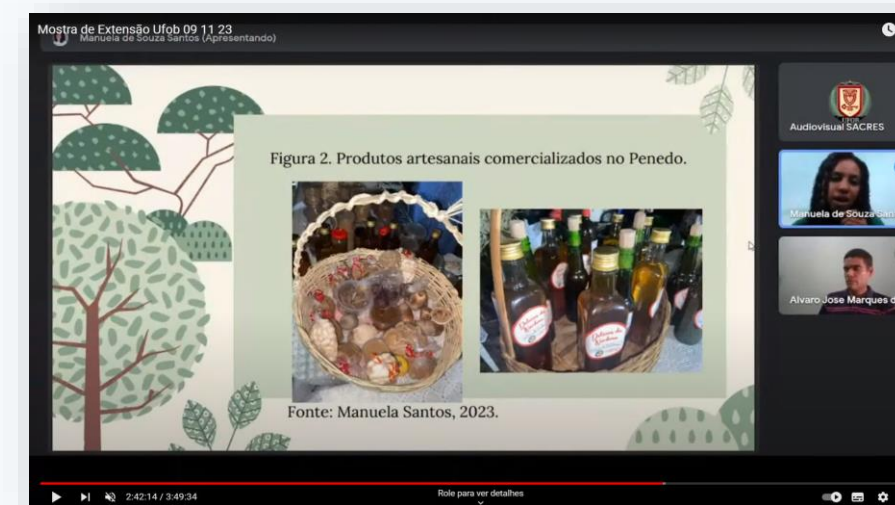 Mostra de Extensão Ufob 09 11 23
Manuela de Souza Santos (Apresentando)
Figura 2. Produtos artesanais comercializados no Penedo.
Fonte: Manuela Santos, 2023.
UFOB
Audiovisual SACRES
Manuela de Souza San
Alvaro Jose Marques d
2:42:14 / 3:49:34
Role para ver detalhes